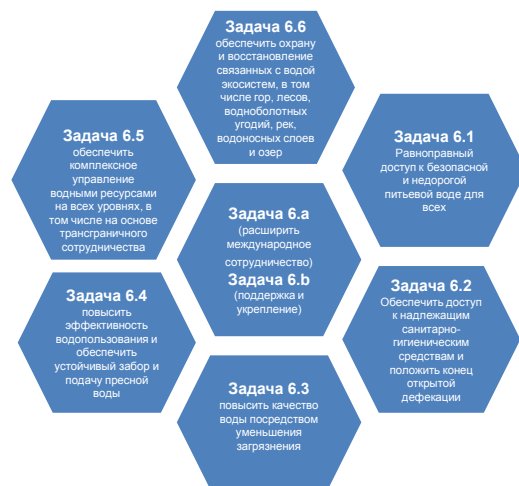 Задача 6.6
обеспечить охрану
и восстановление
связанных с водой
экосистем, в том
числе гор, лесов,
водноболотных
угодий, рек,
водоносных слоев
и озер
Задача 6.5
обеспечить
комплексное
управление
водными ресурсами
на всех уровнях, в
том числе на основе
трансграничного
сотрудничества
Задача 6.1
Равноправный
доступ к безопасной
и недорогой
питьевой воде для
всех
Задача 6.a
(расширить
международное
сотрудничество)
Задача 6.b
(поддержка и
укрепление)
Задача 6.4
повысить
эффективность
водопользования и
обеспечить
устойчивый забор и
подачу пресной
воды
Задача 6.2
Обеспечить доступ
к надлежащим
санитарно-
гигиеническим
средствам и
положить конец
открытой
дефекации
Задача 6.3
повысить качество
воды посредством
уменьшения
загрязнения